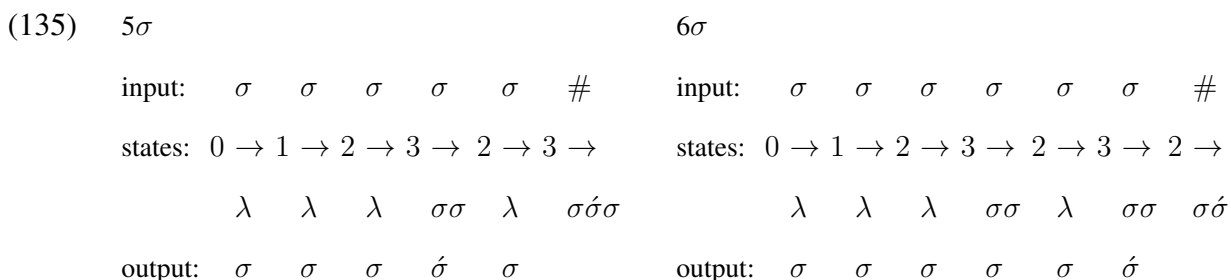 (135) 5σ 6σ
input: σ σ σ σ σ # input: σ σ σ σ σ σ #
states: 0 → 1 → 2 → 3 → 2 → 3 → states: 0 → 1 → 2 → 3 → 2 → 3 → 2 →
λ λ λ σσ λ σσ́σ λ λ λ σσ λ σσ σσ́
output: σ σ σ σ́ σ output: σ σ σ σ σ σ́